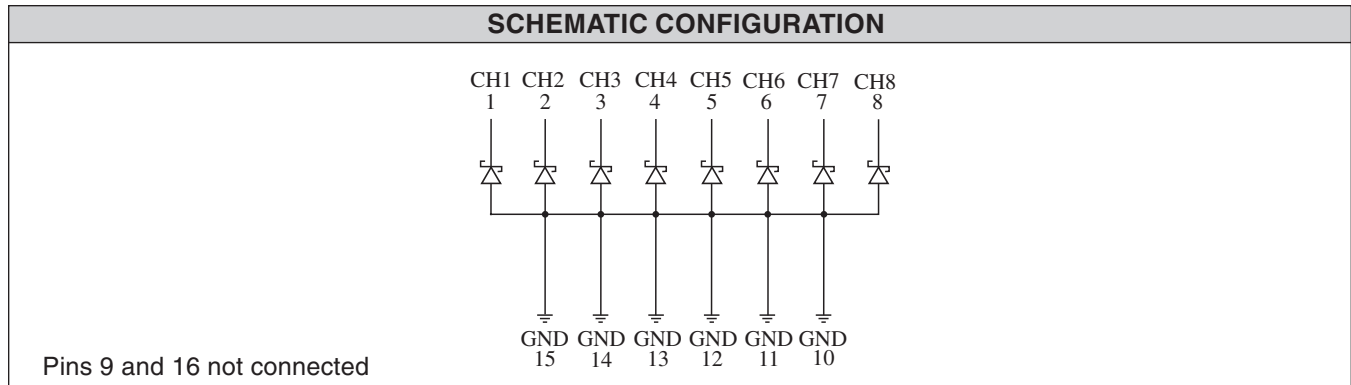 SCHEMATIC CONFIGURATION
CH1 CH2 CH3 CH4 CH5 CH6 CH7 CH8
1 2 3 4 5 6 7 8
GND GND GND GND GND GND
15 14 13 12 11 10
Pins 9 and 16 not connected